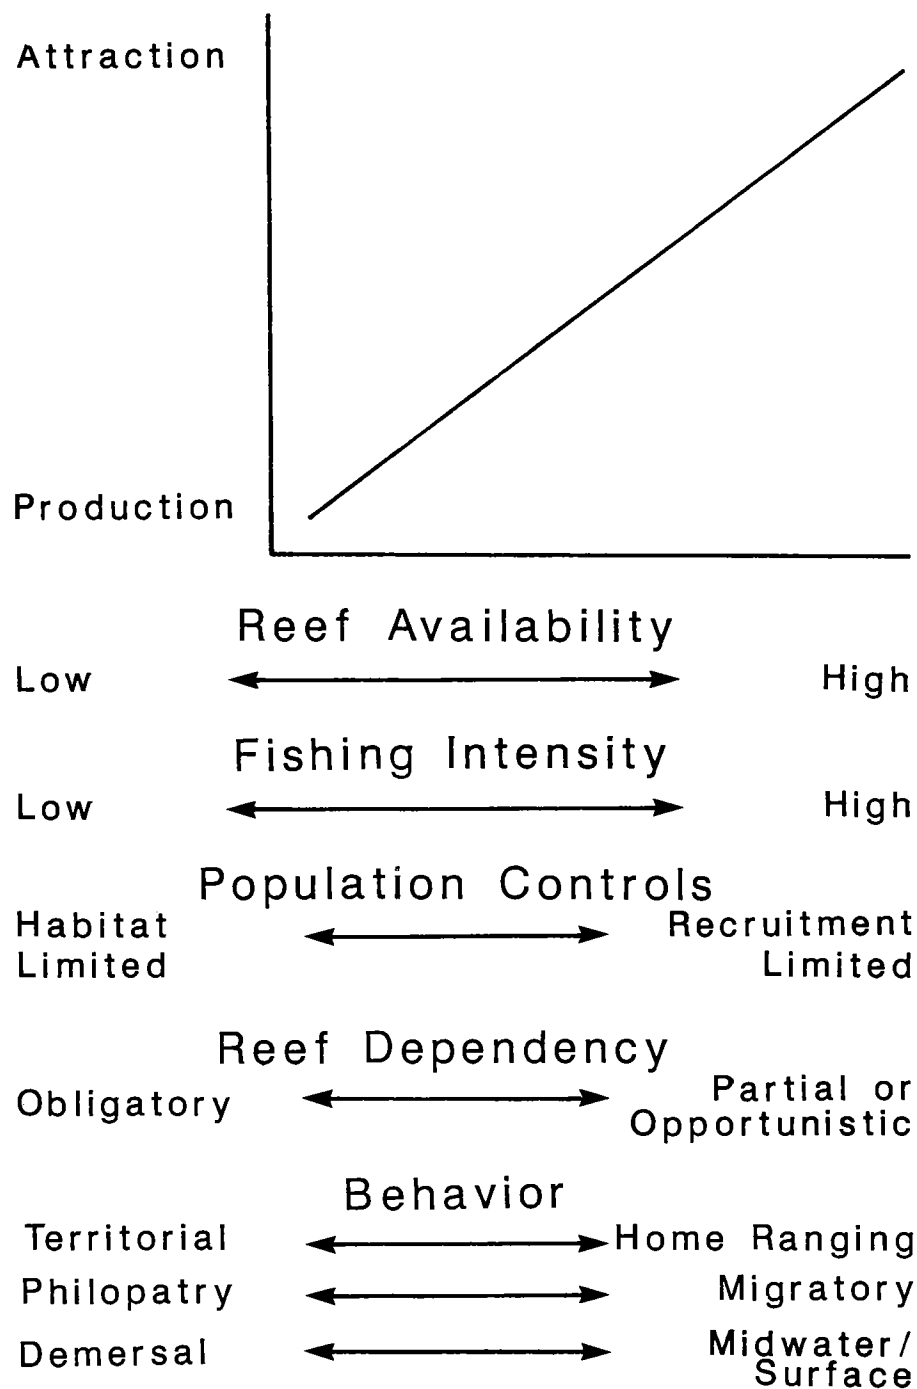 Attraction
Production
Reef Availability
Low High
Fishing Intensity
Low High
Population Controls
Habitat Recruitment
Limited Limited
Reef Dependency
Obligatory Partial or
Opportunistic
Behavior
Territorial Home Ranging
Philopatry Migratory
Demersal Midwater/
Surface